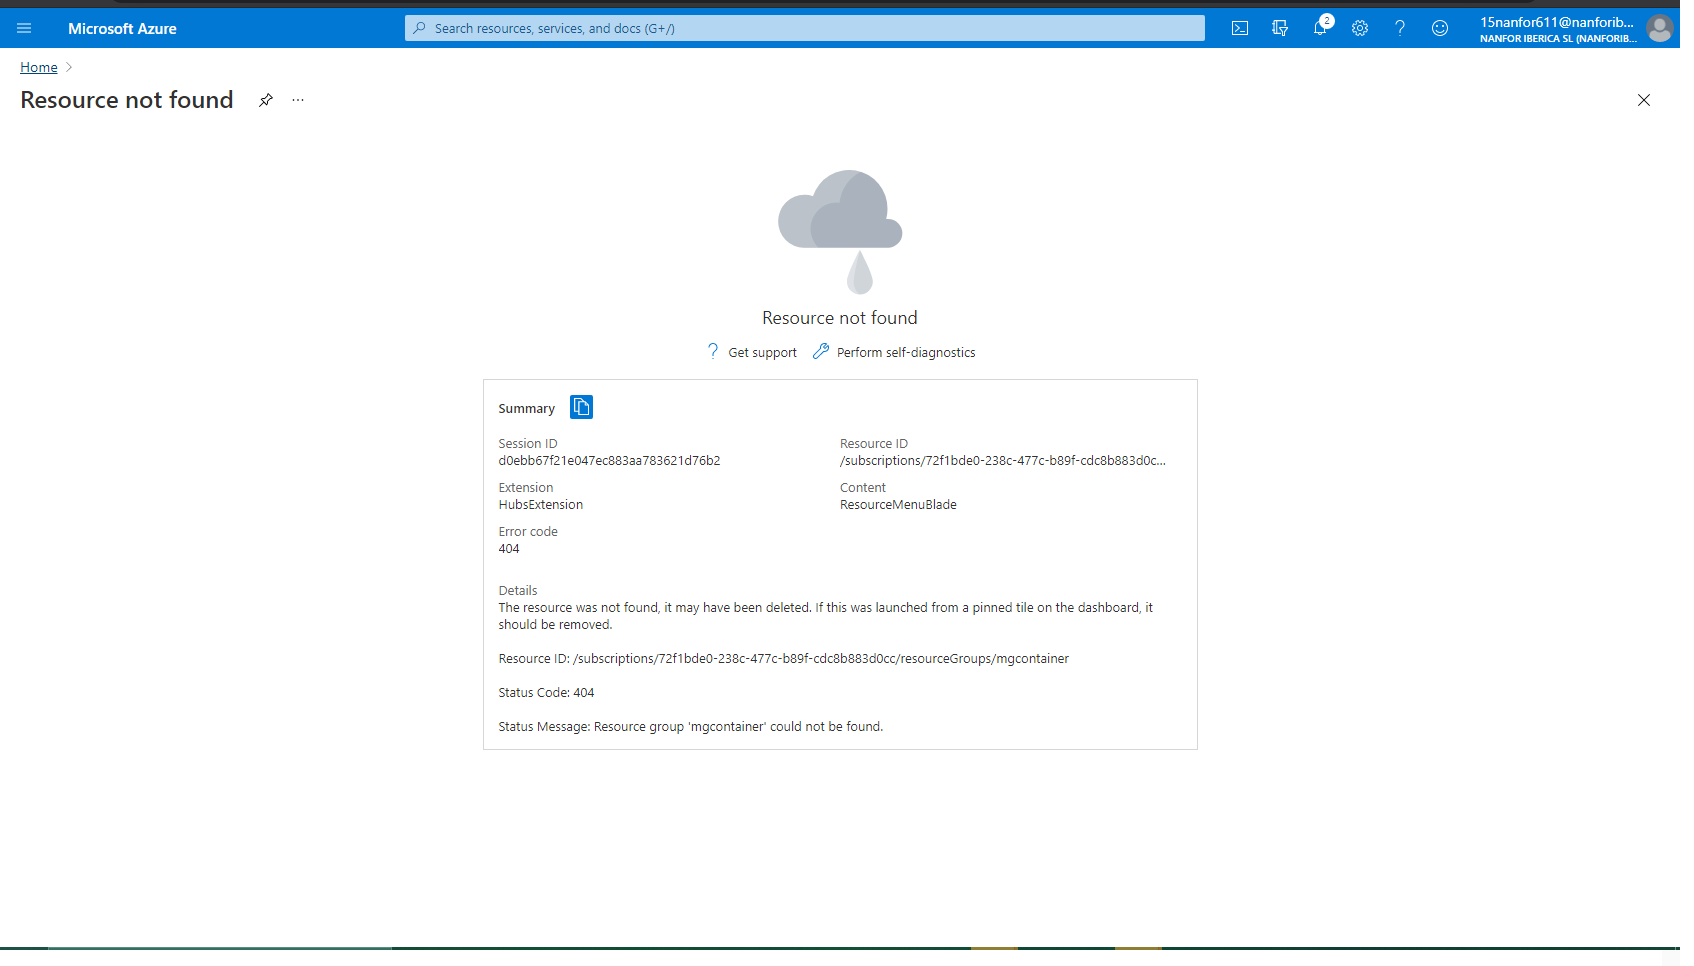 Microsoft Azure
Search resources, services, and docs (G+/)
2
15nanfor611@nanforib...
NANFOR IBERICA SL (NANFORIB...
Home
Resource not found
Resource not found
Get support
Perform self-diagnostics
Summary
Session ID
d0ebb67f21e047ec883aa783621d76b2
Resource ID
/subscriptions/72f1bde0-238c-477c-b89f-cdc8b883d0c...
Extension
HubsExtension
Content
ResourceMenuBlade
Error code
404
Details
The resource was not found, it may have been deleted. If this was launched from a pinned tile on the dashboard, it
should be removed.
Resource ID: /subscriptions/72f1bde0-238c-477c-b89f-cdc8b883d0cc/resourceGroups/mgcontainer
Status Code: 404
Status Message: Resource group 'mgcontainer' could not be found.